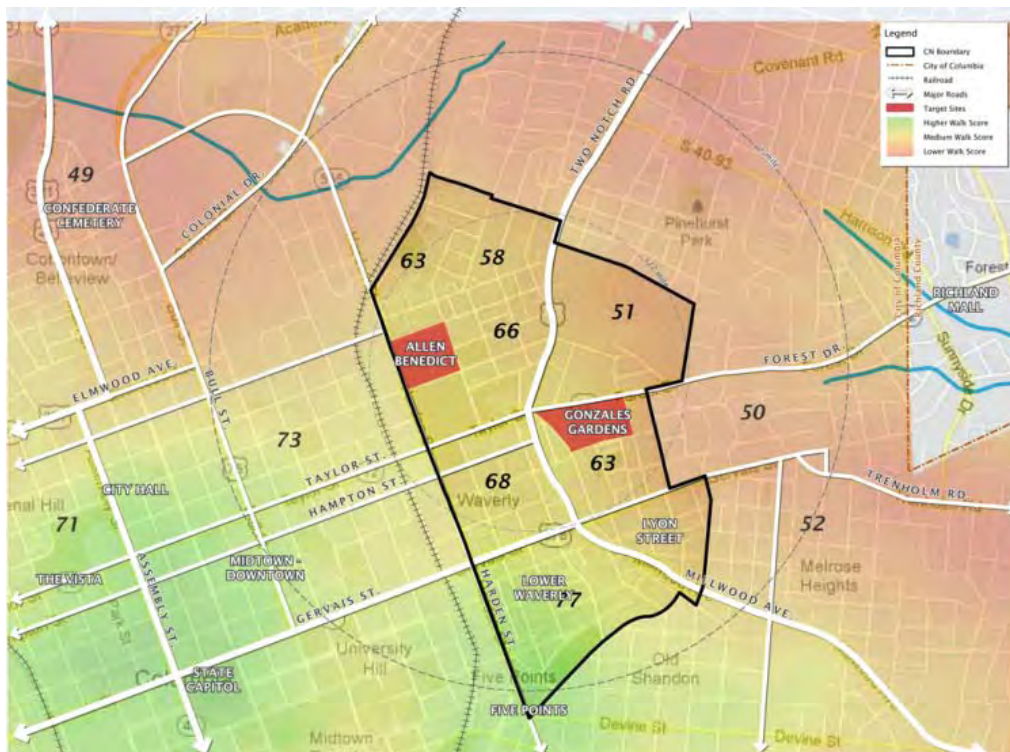 Legend
CN Boundary
City of Columbia
Railroad
Major Roads
Target Sites
Higher Walk Score
Medium Walk Score
Lower Walk Score
Covenant Rd
TWO NOTCH RD
S 40-93
49
CONFEDERATE
CEMETERY
COLONIAL DR.
Pinehurst
Park
Harrison
63
58
City of Columbia
Richland County
Forest
RICHLAND
MALL
51
66
ALLEN
BENEDICT
FOREST DR.
Sunnyside Dr
ELMWOOD AVE.
BULL ST.
GONZALES
GARDENS
50
73
TAYLOR ST.
63
68
CITY HALL
HAMPTON ST.
Waverly
TRENHOLM RD.
71
LYON
STREET
52
THE VISTA
MIDTOWN -
DOWNTOWN
Melrose
Heights
ASSEMBLY ST.
HARDEN ST.
LOWER
WAVERLY
77
MILLWOOD AVE.
GERVAIS ST.
University
Hill
STATE
CAPITOL
Five Points
Old
Shandon
FIVE POINTS
Devine St
Devine St
Midtown -